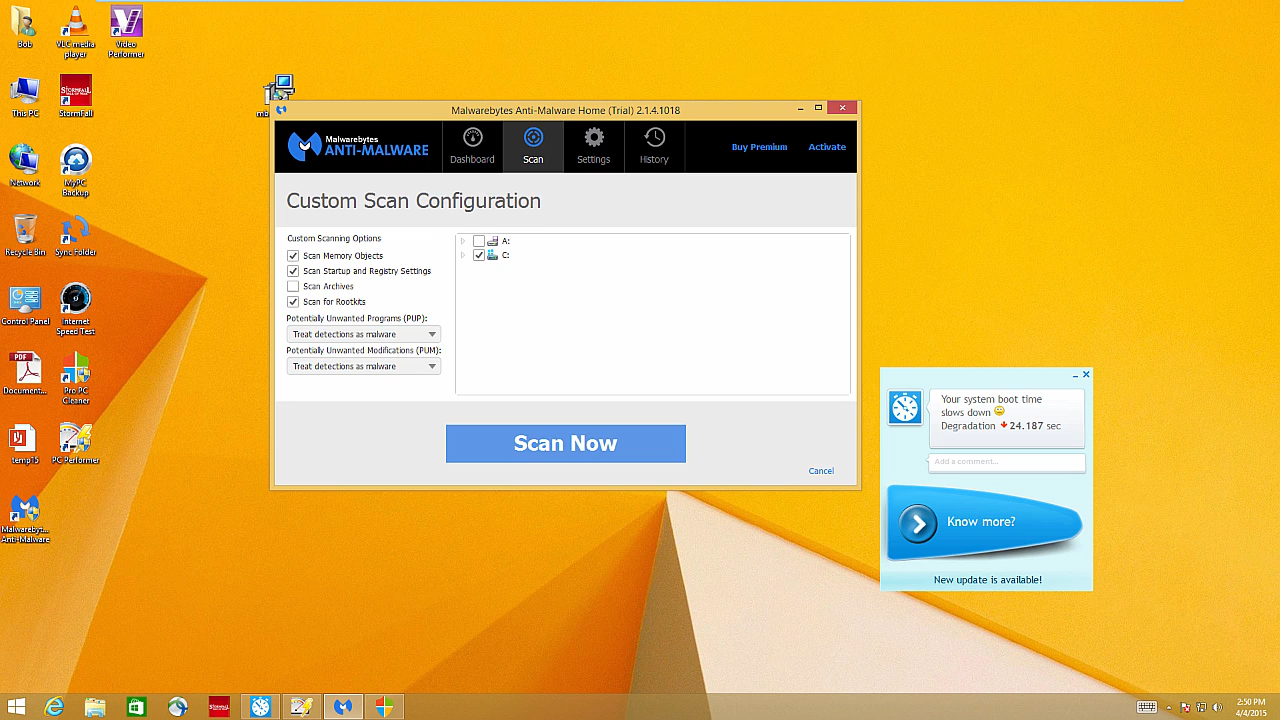 Bob
VLC media
player
Video
Performer
This PC
STORMFALL
StormFall
Network
MyPC
Backup
Recycle Bin
Sync Folder
Control Panel
Internet
Speed Test
PDF
Document...
Pro PC
Cleaner
temp15
PC Performer
Malwarebyt...
Anti-Malware
Malwarebytes Anti-Malware Home (Trial) 2.1.4.1018
Malwarebytes
ANTI-MALWARE
Dashboard
Scan
Settings
History
Buy Premium
Activate
Custom Scan Configuration
Custom Scanning Options
Scan Memory Objects
Scan Startup and Registry Settings
Scan Archives
Scan for Rootkits
Potentially Unwanted Programs (PUP):
Treat detections as malware
Potentially Unwanted Modifications (PUM):
Treat detections as malware
A:
C:
Scan Now
Cancel
Your system boot time
slows down
Degradation 24.187 sec
Add a comment...
Know more?
New update is available!
STORMFALL
2:50 PM
4/4/2015